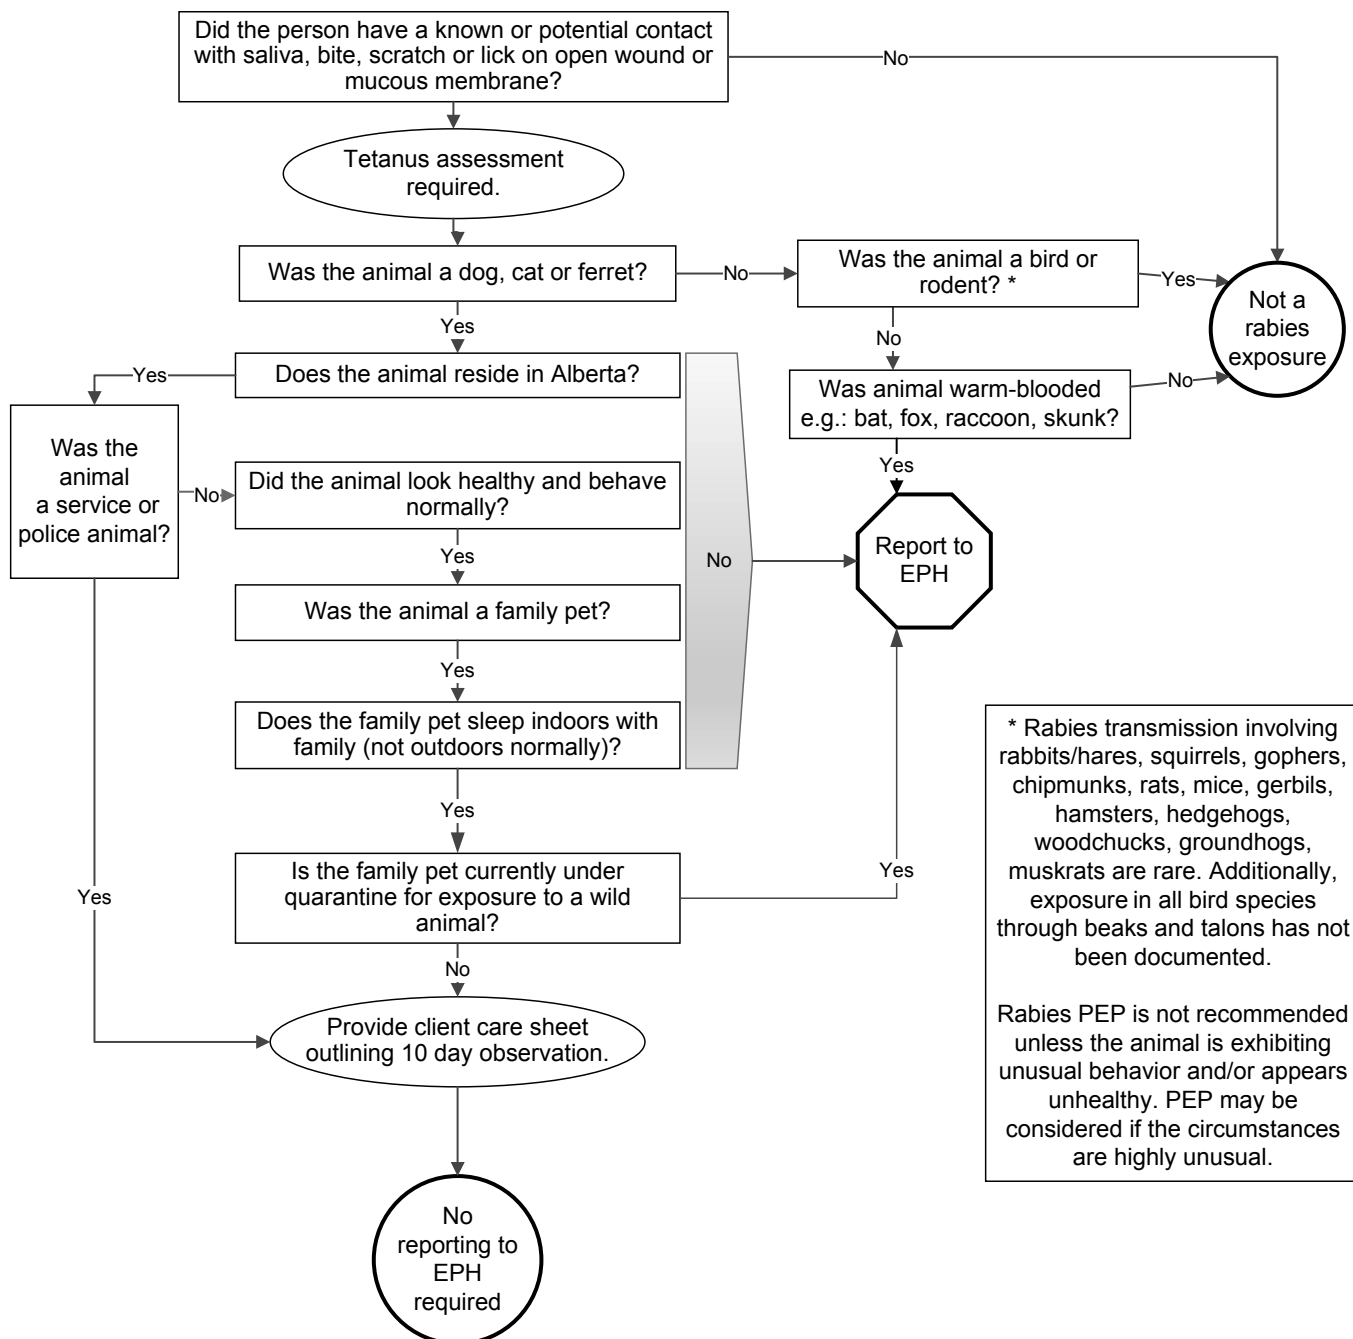 Did the person have a known or potential contact
with saliva, bite, scratch or lick on open wound or
mucous membrane?
No
Tetanus assessment
required.
Was the animal a dog, cat or ferret?
No
Was the animal a bird or
rodent? *
Yes
Not a
rabies
exposure
Yes
No
Does the animal reside in Alberta?
Yes
Was animal warm-blooded
e.g.: bat, fox, raccoon, skunk?
No
Yes
Was the
animal
a service or
police animal?
No
Did the animal look healthy and behave
normally?
Yes
No
Report to
EPH
Was the animal a family pet?
Yes
Does the family pet sleep indoors with
family (not outdoors normally)?
Yes
Is the family pet currently under
quarantine for exposure to a wild
animal?
Yes
Yes
No
Provide client care sheet
outlining 10 day observation.
No
reporting to
EPH
required
* Rabies transmission involving
rabbits/hares, squirrels, gophers,
chipmunks, rats, mice, gerbils,
hamsters, hedgehogs,
woodchucks, groundhogs,
muskrats are rare. Additionally,
exposure in all bird species
through beaks and talons has not
been documented.
Rabies PEP is not recommended
unless the animal is exhibiting
unusual behavior and/or appears
unhealthy. PEP may be
considered if the circumstances
are highly unusual.